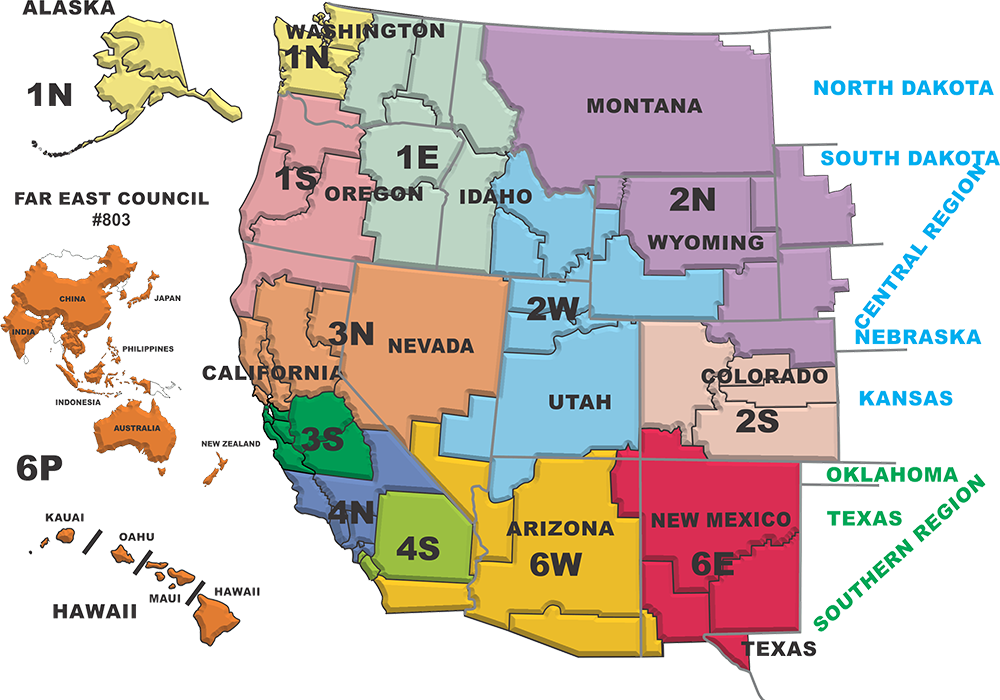 ALASKA
1N
FAR EAST COUNCIL
#803
CHINA
JAPAN
INDIA
PHILIPPINES
INDONESIA
AUSTRALIA
NEW ZEALAND
6P
KAUAI
OAHU
MAUI
HAWAII
HAWAII
WASHINGTON
1N
MONTANA
1E
1S
OREGON
IDAHO
2N
WYOMING
2W
3N
NEVADA
CALIFORNIA
UTAH
COLORADO
2S
3S
4N
4S
ARIZONA
6W
NEW MEXICO
6E
TEXAS
NORTH DAKOTA
SOUTH DAKOTA
CENTRAL REGION
NEBRASKA
KANSAS
OKLAHOMA
TEXAS
SOUTHERN REGION